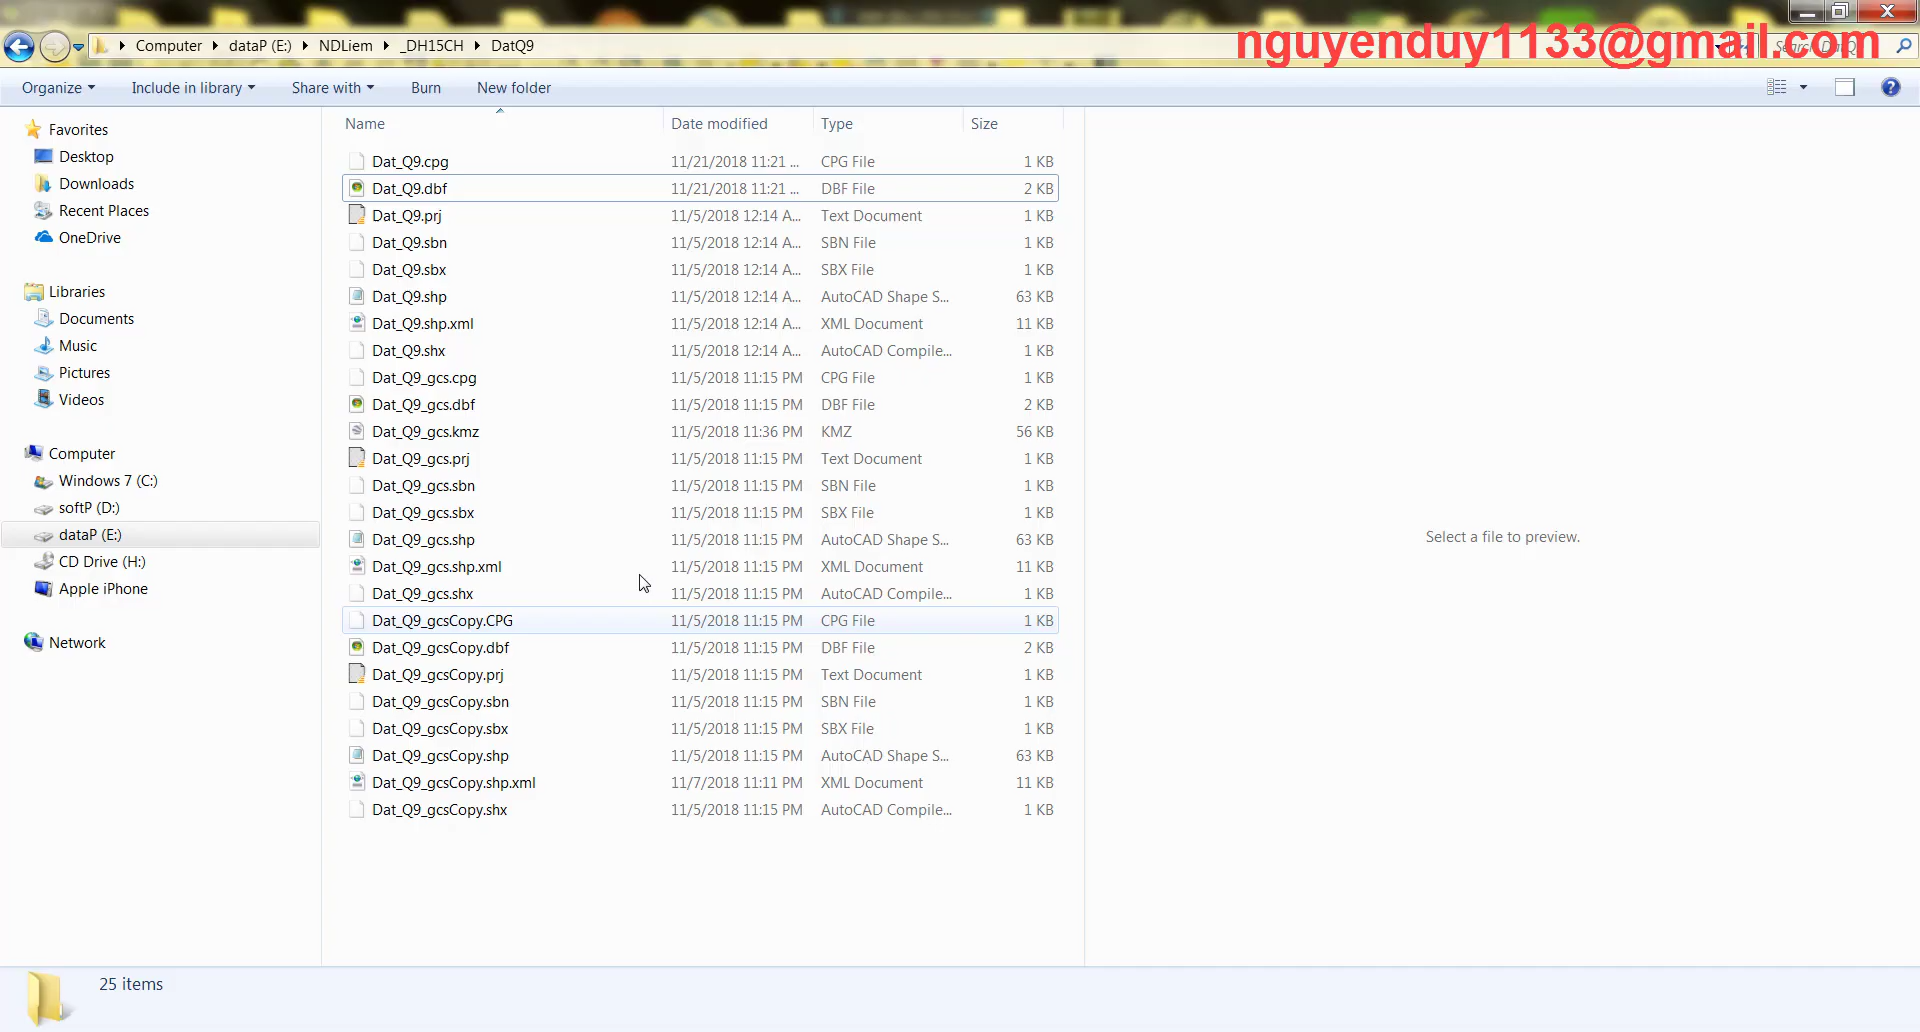 Computer ▸ dataP (E:) ▸ NDLiem ▸ _DH15CH ▸ DatQ9
nguyenduy1133@gmail.com
Organize Include in library Share with Burn New folder
Favorites
Desktop
Downloads
Recent Places
OneDrive
Libraries
Documents
Music
Pictures
Videos
Computer
Windows 7 (C:)
softP (D:)
dataP (E:)
CD Drive (H:)
Apple iPhone
Network
Name Date modified Type Size
Dat_Q9.cpg 11/21/2018 11:21 ... CPG File 1 KB
Dat_Q9.dbf 11/21/2018 11:21 ... DBF File 2 KB
Dat_Q9.prj 11/5/2018 12:14 A... Text Document 1 KB
Dat_Q9.sbn 11/5/2018 12:14 A... SBN File 1 KB
Dat_Q9.sbx 11/5/2018 12:14 A... SBX File 1 KB
Dat_Q9.shp 11/5/2018 12:14 A... AutoCAD Shape S... 63 KB
Dat_Q9.shp.xml 11/5/2018 12:14 A... XML Document 11 KB
Dat_Q9.shx 11/5/2018 12:14 A... AutoCAD Compile... 1 KB
Dat_Q9_gcs.cpg 11/5/2018 11:15 PM CPG File 1 KB
Dat_Q9_gcs.dbf 11/5/2018 11:15 PM DBF File 2 KB
Dat_Q9_gcs.kmz 11/5/2018 11:36 PM KMZ 56 KB
Dat_Q9_gcs.prj 11/5/2018 11:15 PM Text Document 1 KB
Dat_Q9_gcs.sbn 11/5/2018 11:15 PM SBN File 1 KB
Dat_Q9_gcs.sbx 11/5/2018 11:15 PM SBX File 1 KB
Dat_Q9_gcs.shp 11/5/2018 11:15 PM AutoCAD Shape S... 63 KB
Dat_Q9_gcs.shp.xml 11/5/2018 11:15 PM XML Document 11 KB
Dat_Q9_gcs.shx 11/5/2018 11:15 PM AutoCAD Compile... 1 KB
Dat_Q9_gcsCopy.CPG 11/5/2018 11:15 PM CPG File 1 KB
Dat_Q9_gcsCopy.dbf 11/5/2018 11:15 PM DBF File 2 KB
Dat_Q9_gcsCopy.prj 11/5/2018 11:15 PM Text Document 1 KB
Dat_Q9_gcsCopy.sbn 11/5/2018 11:15 PM SBN File 1 KB
Dat_Q9_gcsCopy.sbx 11/5/2018 11:15 PM SBX File 1 KB
Dat_Q9_gcsCopy.shp 11/5/2018 11:15 PM AutoCAD Shape S... 63 KB
Dat_Q9_gcsCopy.shp.xml 11/7/2018 11:11 PM XML Document 11 KB
Dat_Q9_gcsCopy.shx 11/5/2018 11:15 PM AutoCAD Compile... 1 KB
Select a file to preview.
25 items